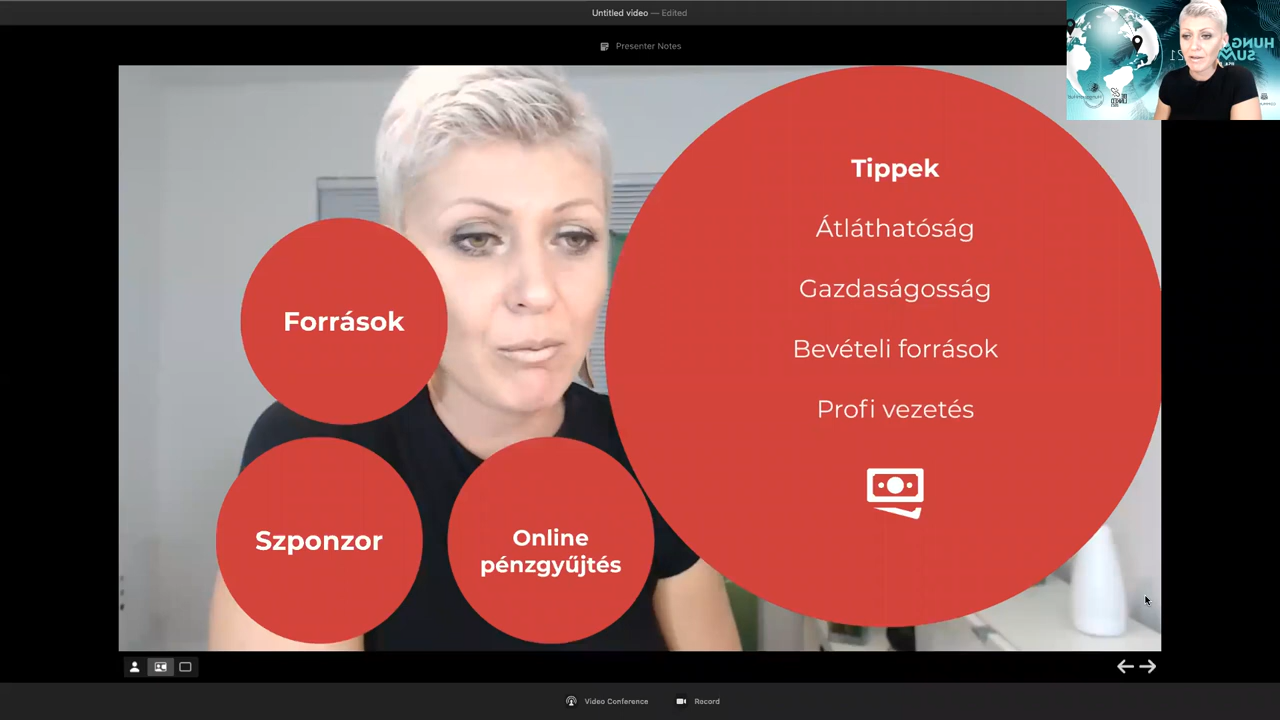 Untitled video — Edited
Presenter Notes
Tippek
Átláthatóság
Gazdaságosság
Bevételi források
Profi vezetés
Források
Szponzor
Online
pénzgyűjtés
Video Conference
Record